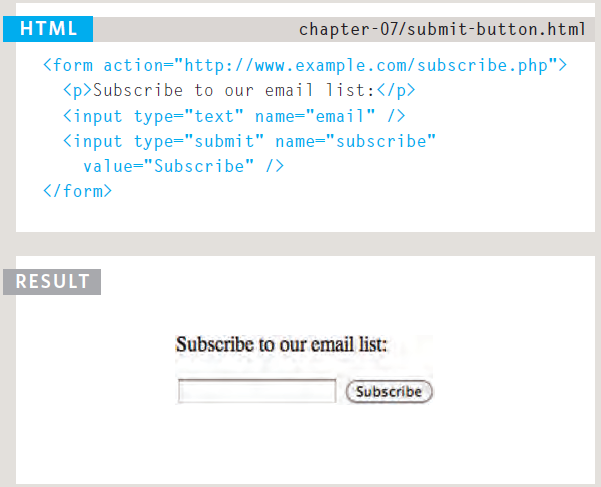 HTML
chapter-07/submit-button.html
<form action="http://www.example.com/subscribe.php">
<p>Subscribe to our email list:</p>
<input type="text" name="email" />
<input type="submit" name="subscribe"
value="Subscribe" />
</form>
RESULT
Subscribe to our email list:
Subscribe